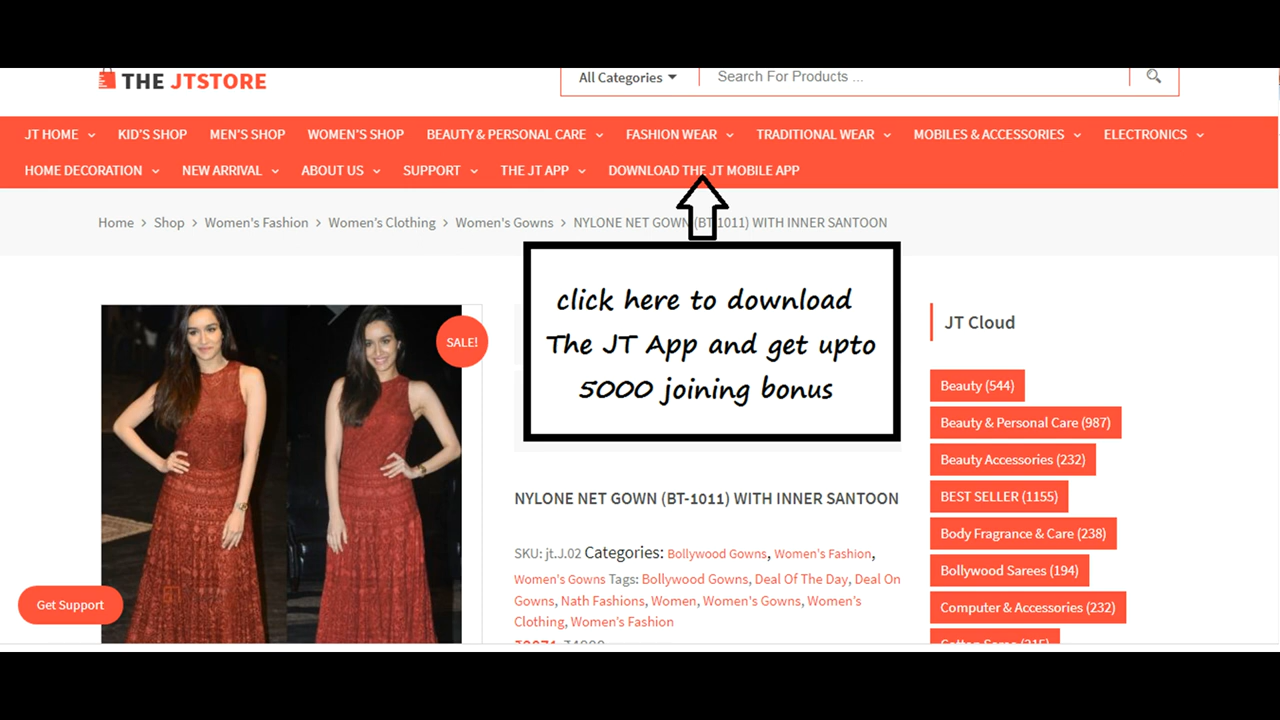 THE JTSTORE
All Categories
Search For Products ...
JT HOME KID'S SHOP MEN'S SHOP WOMEN'S SHOP BEAUTY & PERSONAL CARE FASHION WEAR TRADITIONAL WEAR MOBILES & ACCESSORIES ELECTRONICS
HOME DECORATION NEW ARRIVAL ABOUT US SUPPORT THE JT APP DOWNLOAD THE JT MOBILE APP
Home > Shop > Women's Fashion > Women's Clothing > Women's Gowns > NYLONE NET GOWN (BT-1011) WITH INNER SANTOON
click here to download
The JT App and get upto
5000 joining bonus
SALE!
NYLONE NET GOWN (BT-1011) WITH INNER SANTOON
SKU: jt.J.02 Categories: Bollywood Gowns, Women's Fashion,
Women's Gowns Tags: Bollywood Gowns, Deal Of The Day, Deal On
Gowns, Nath Fashions, Women, Women's Gowns, Women's
Clothing, Women's Fashion
Get Support
JT Cloud
Beauty (544)
Beauty & Personal Care (987)
Beauty Accessories (232)
BEST SELLER (1155)
Body Fragrance & Care (238)
Bollywood Sarees (194)
Computer & Accessories (232)